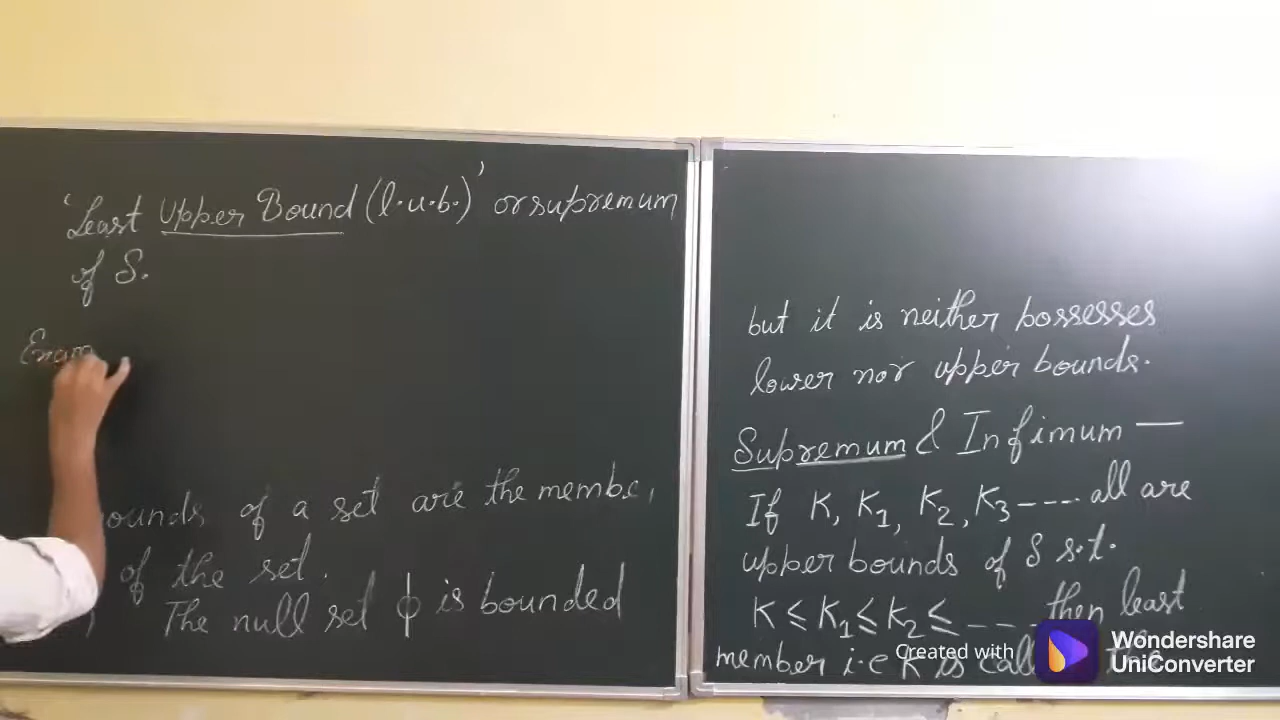 'Least Upper Bound (l.u.b.)' or supremum
of S.
Exam
ounds of a set are the membe
of the set.
The null set ϕ is bounded
but it is neither possesses
lower nor upper bounds.
Supremum & Infimum —
If K, K₁, K₂, K₃ --- all are
upper bounds of S s.t.
K ≤ K₁ ≤ K₂ ≤ ---- then least
member i.e K is call
Created with Wondershare UniConverter